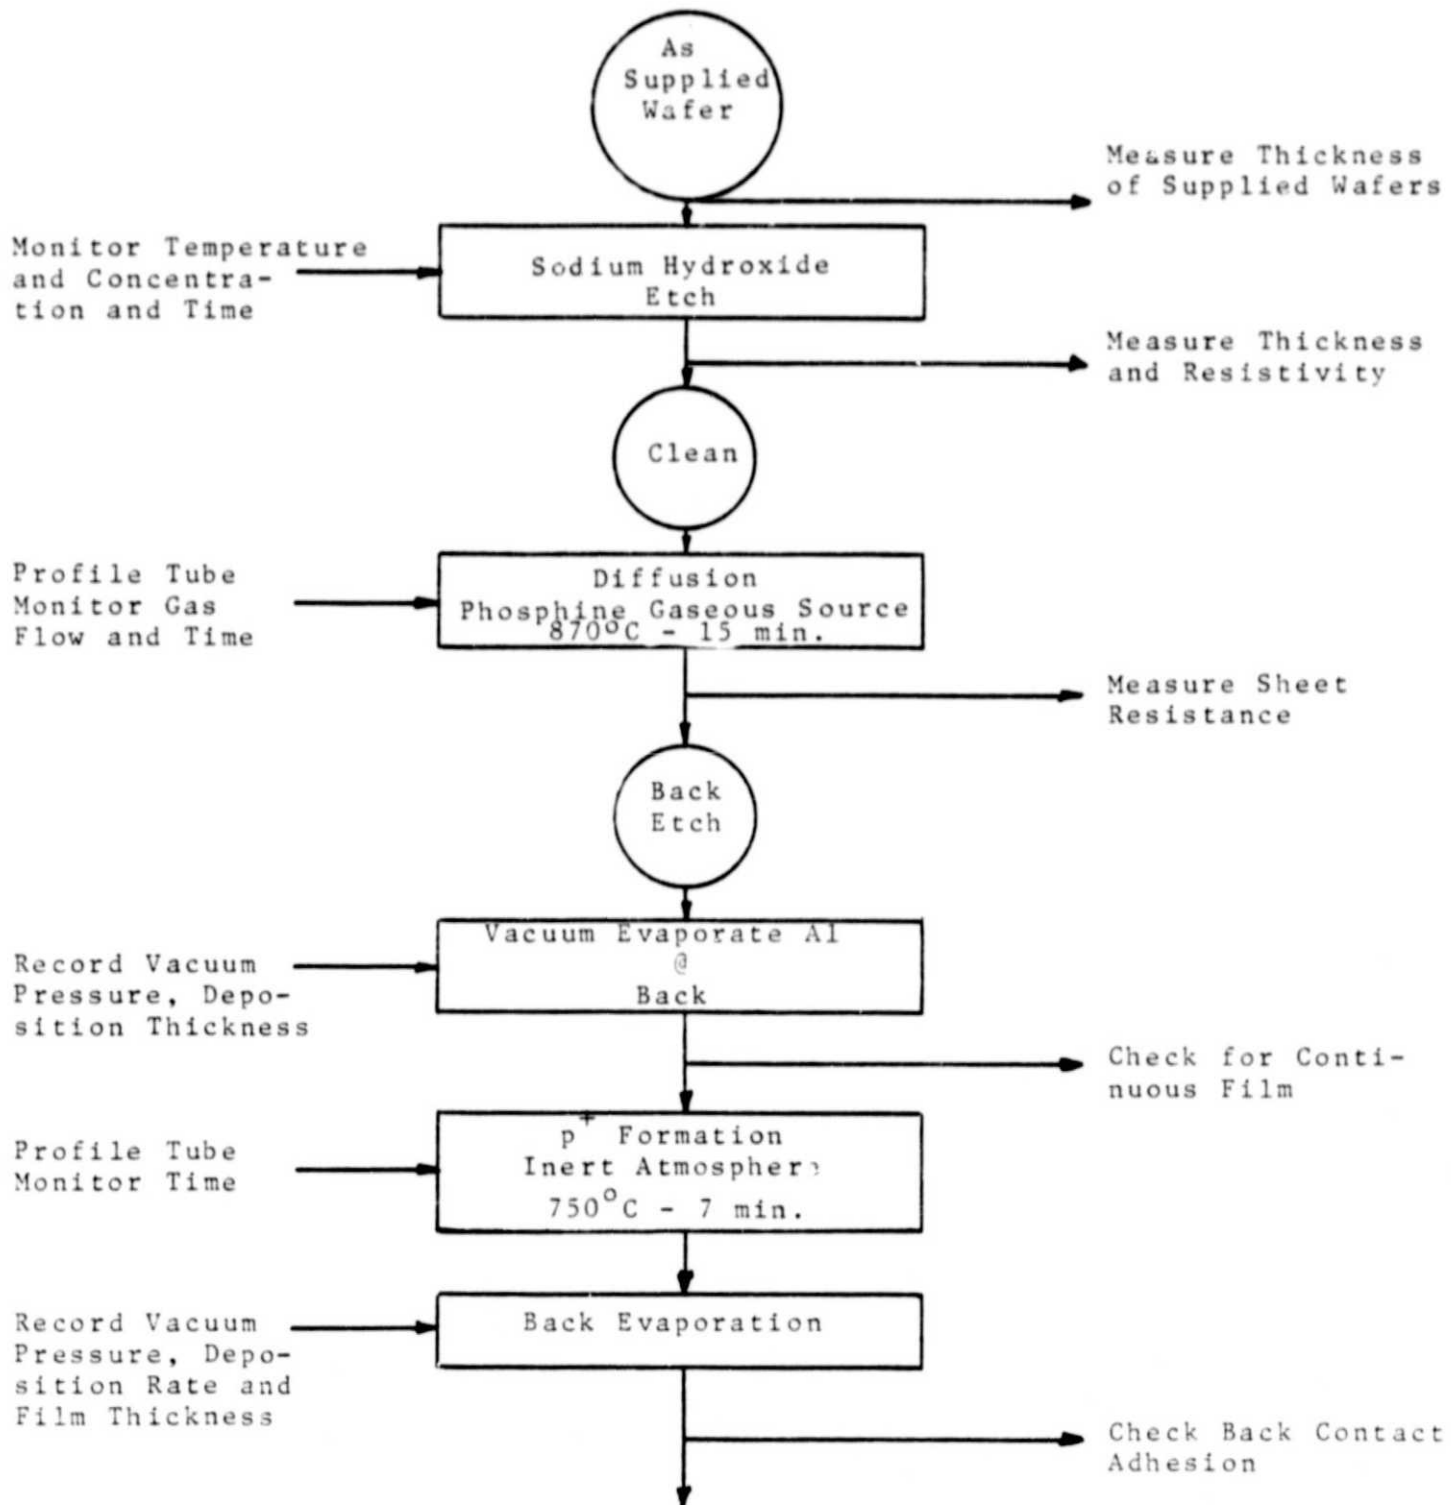 As
Supplied
Wafer
Measure Thickness
of Supplied Wafers
Monitor Temperature
and Concentra-
tion and Time
Sodium Hydroxide
Etch
Measure Thickness
and Resistivity
Clean
Profile Tube
Monitor Gas
Flow and Time
Diffusion
Phosphine Gaseous Source
870°C - 15 min.
Measure Sheet
Resistance
Back
Etch
Vacuum Evaporate Al
@
Back
Record Vacuum
Pressure, Depo-
sition Thickness
Check for Conti-
nuous Film
p+ Formation
Inert Atmosphere
750°C - 7 min.
Profile Tube
Monitor Time
Back Evaporation
Record Vacuum
Pressure, Depo-
sition Rate and
Film Thickness
Check Back Contact
Adhesion